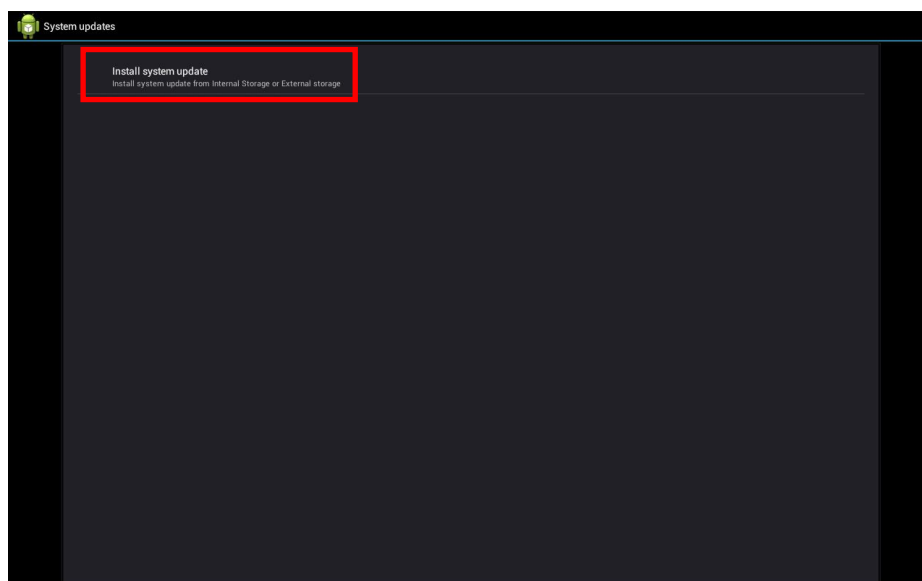 System updates
Install system update
Install system update from Internal Storage or External storage